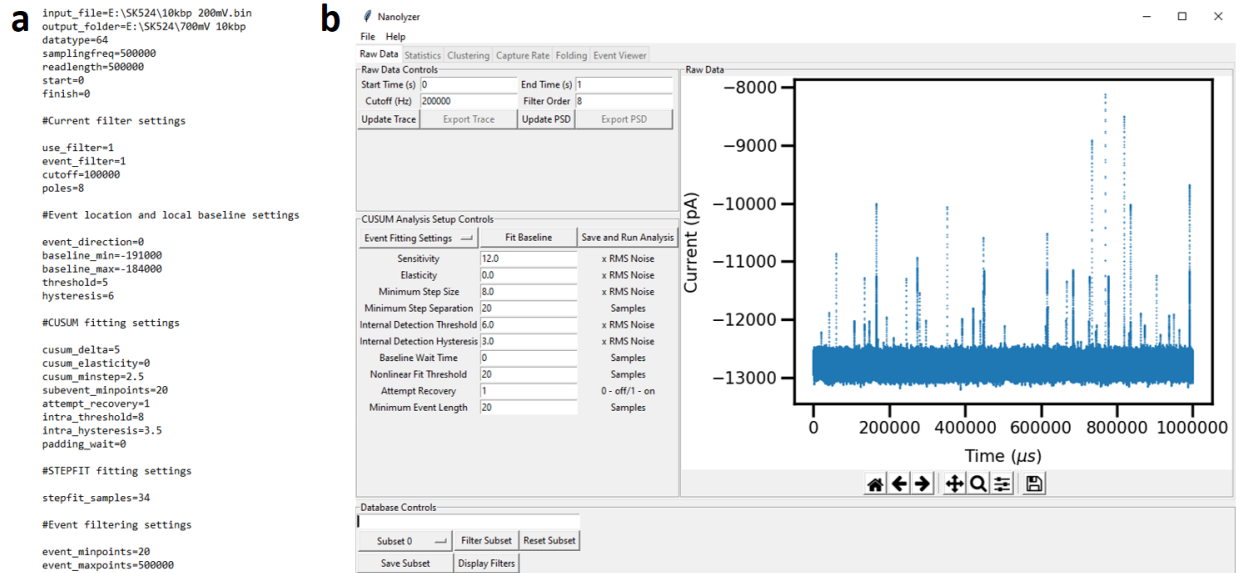 a
input_file=E:\SK524\10kbp 200mV.bin
output_folder=E:\SK524\700mV 10kbp
datatype=64
samplingfreq=500000
readlength=500000
start=0
finish=0
#Current filter settings
use_filter=1
event_filter=1
cutoff=100000
poles=8
#Event location and local baseline settings
event_direction=0
baseline_min=-191000
baseline_max=-184000
threshold=5
hysteresis=6
#CUSUM fitting settings
cusum_delta=5
cusum_elasticity=0
cusum_minstep=2.5
subevent_minpoints=20
attempt_recovery=1
intra_threshold=8
intra_hysteresis=3.5
padding_wait=0
#STEPFIT fitting settings
stepfit_samples=34
#Event filtering settings
event_minpoints=20
event_maxpoints=500000
b
Nanolyzer
File Help
Raw Data Statistics Clustering Capture Rate Folding Event Viewer
Raw Data Controls
Start Time (s) 0 End Time (s) 1
Cutoff (Hz) 200000 Filter Order 8
Update Trace Export Trace Update PSD Export PSD
CUSUM Analysis Setup Controls
Event Fitting Settings Fit Baseline Save and Run Analysis
Sensitivity 12.0 x RMS Noise
Elasticity 0.0 x RMS Noise
Minimum Step Size 8.0 x RMS Noise
Minimum Step Separation 20 Samples
Internal Detection Threshold 6.0 x RMS Noise
Internal Detection Hysteresis 3.0 x RMS Noise
Baseline Wait Time 0 Samples
Nonlinear Fit Threshold 20 Samples
Attempt Recovery 1 0 - off/1 - on
Minimum Event Length 20 Samples
Raw Data
Current (pA)
−8000
−9000
−10000
−11000
−12000
−13000
0 200000 400000 600000 800000 1000000
Time (μs)
Database Controls
Subset 0 Filter Subset Reset Subset
Save Subset Display Filters